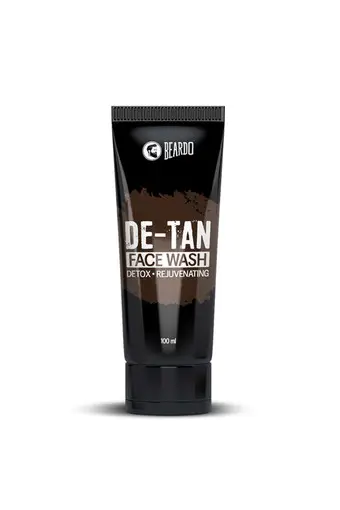 BEARDO
DE-TAN
FACE WASH
DETOX • REJUVENATING
100 ml